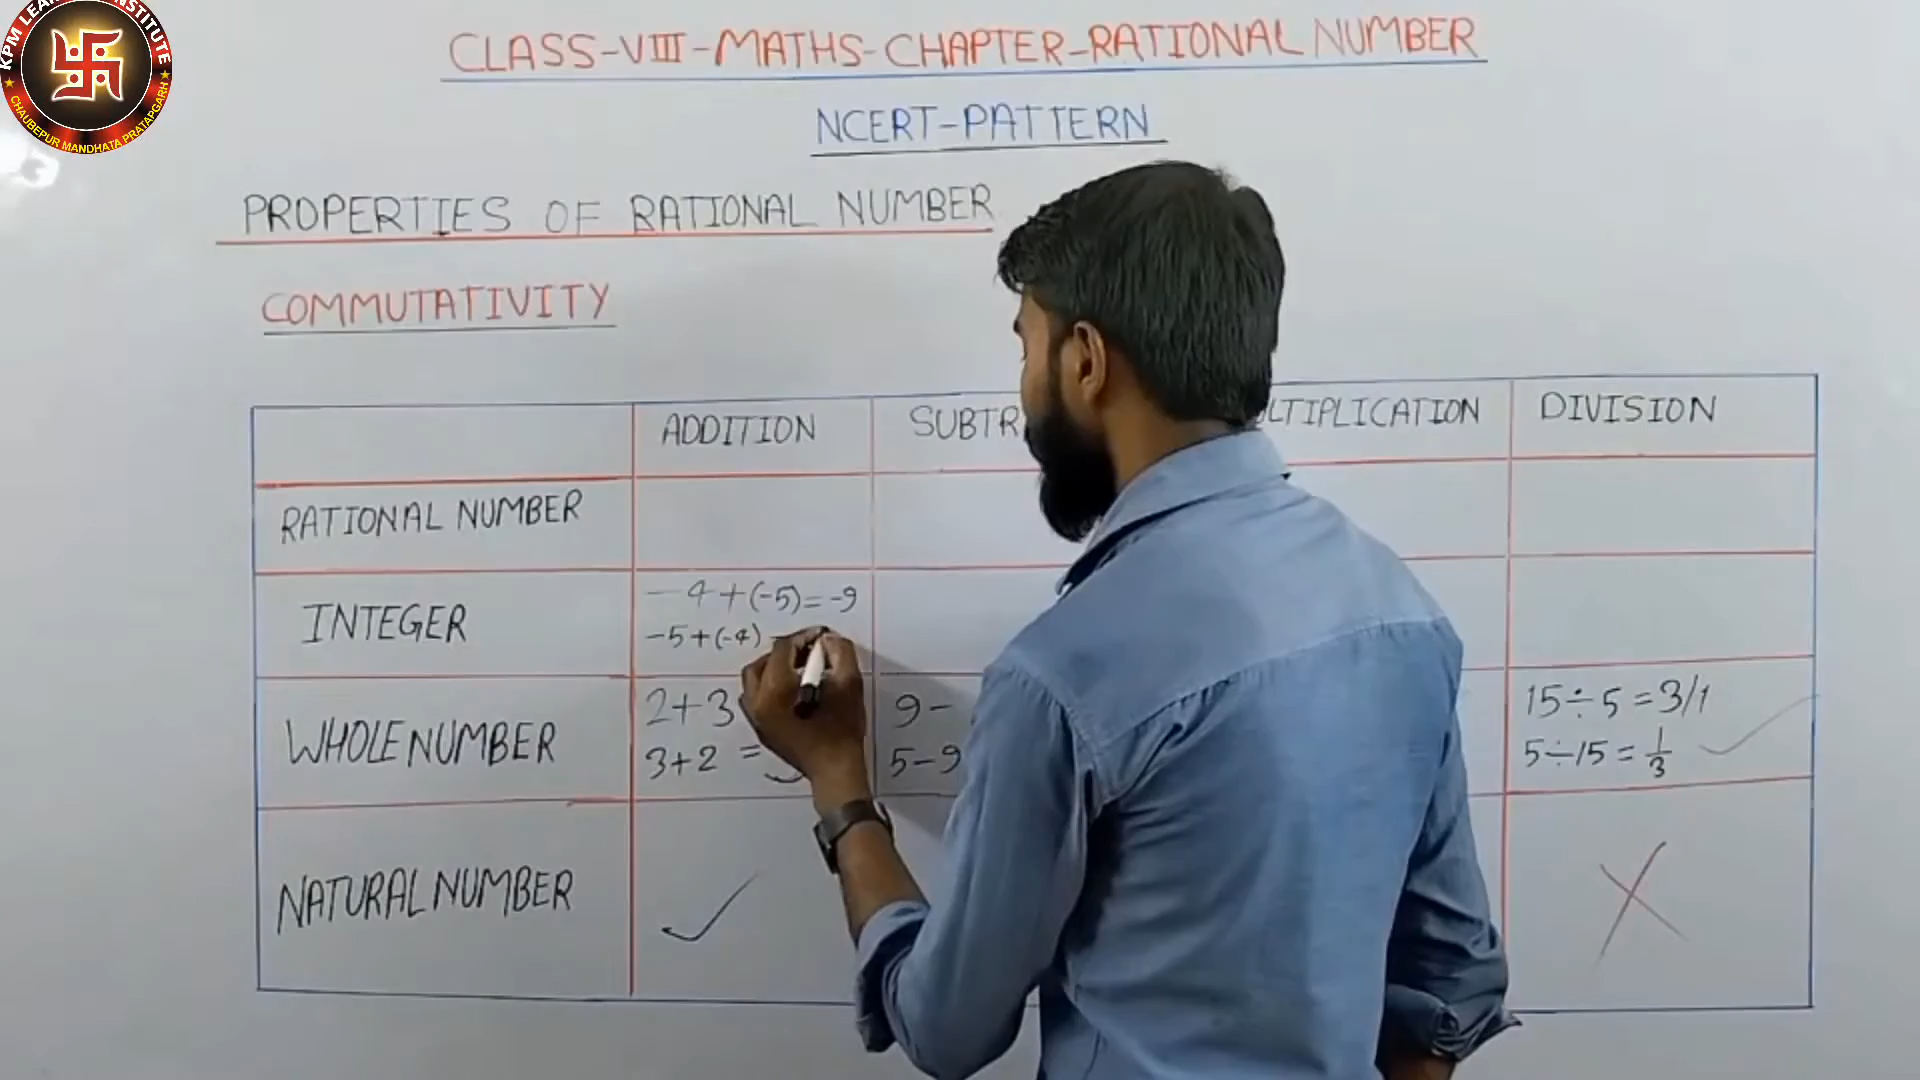 KPM LEARNING INSTITUTE
CHAUBEPUR MANDHATA PRATAPGARH
CLASS-VIII-MATHS-CHAPTER-RATIONAL NUMBER
NCERT-PATTERN
PROPERTIES OF RATIONAL NUMBER
COMMUTATIVITY
ADDITION SUBTR LTIPLICATION DIVISION
RATIONAL NUMBER
INTEGER
-4+(-5)=-9
-5+(-4)
WHOLE NUMBER
2+3 9- 15÷5=3/1
3+2 = 5-9 5÷15=1/3
NATURAL NUMBER